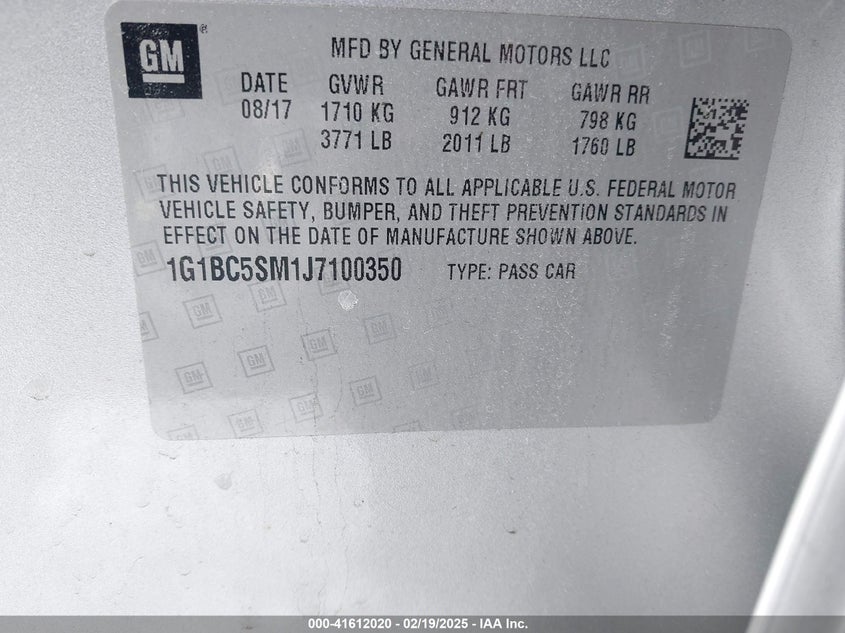 GM ®
MFD BY GENERAL MOTORS LLC
DATE GVWR GAWR FRT GAWR RR
08/17 1710 KG 912 KG 798 KG
3771 LB 2011 LB 1760 LB
THIS VEHICLE CONFORMS TO ALL APPLICABLE U.S. FEDERAL MOTOR
VEHICLE SAFETY, BUMPER, AND THEFT PREVENTION STANDARDS IN
EFFECT ON THE DATE OF MANUFACTURE SHOWN ABOVE.
1G1BC5SM1J7100350 TYPE: PASS CAR
000-41612020 - 02/19/2025 - IAA Inc.